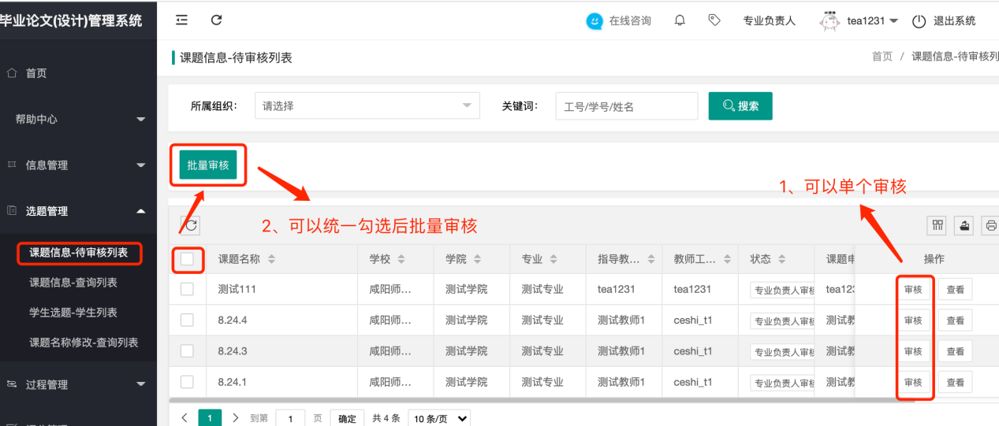 毕业论文(设计)管理系统
在线咨询
专业负责人
tea1231
退出系统
课题信息-待审核列表
首页 / 课题信息-待审核列
首页
帮助中心
信息管理
选题管理
课题信息-待审核列表
课题信息-查询列表
学生选题-学生列表
课题名称修改-查询列表
过程管理
所属组织: 请选择 关键词: 工号/学号/姓名 搜索
批量审核
1、可以单个审核
2、可以统一勾选后批量审核
课题名称 学校 学院 专业 指导教... 教师工... 状态 课题申 操作
测试111 咸阳师... 测试学院 测试专业 tea1231 tea1231 专业负责人审核 tea123 审核 查看
8.24.4 咸阳师... 测试学院 测试专业 测试教师1 ceshi_t1 专业负责人审核 测试教 审核 查看
8.24.3 咸阳师... 测试学院 测试专业 测试教师1 ceshi_t1 专业负责人审核 测试教 审核 查看
8.24.1 咸阳师... 测试学院 测试专业 测试教师1 ceshi_t1 专业负责人审核 测试教 审核 查看
1 到第 1 页 确定 共 4 条 10 条/页